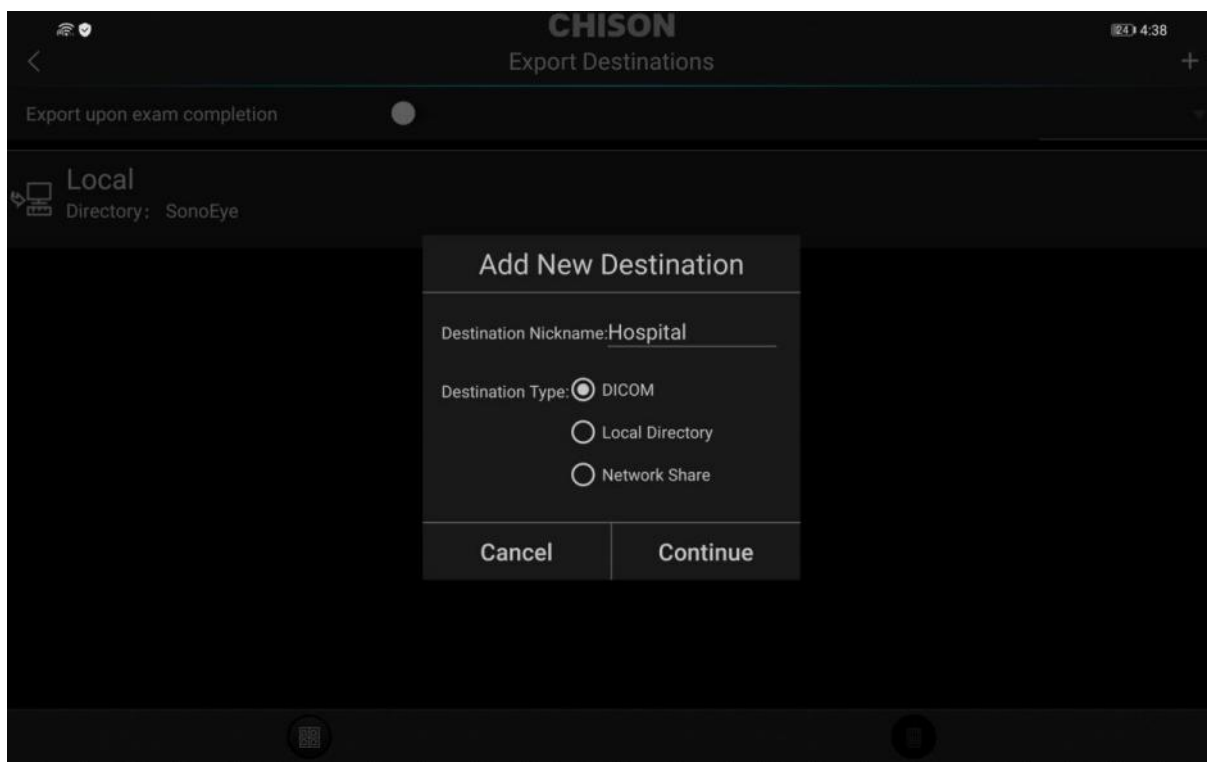 CHISON
24 4:38
Export Destinations
Export upon exam completion
Local
Directory: SonoEye
Add New Destination
Destination Nickname:Hospital
Destination Type: DICOM
Local Directory
Network Share
Cancel Continue